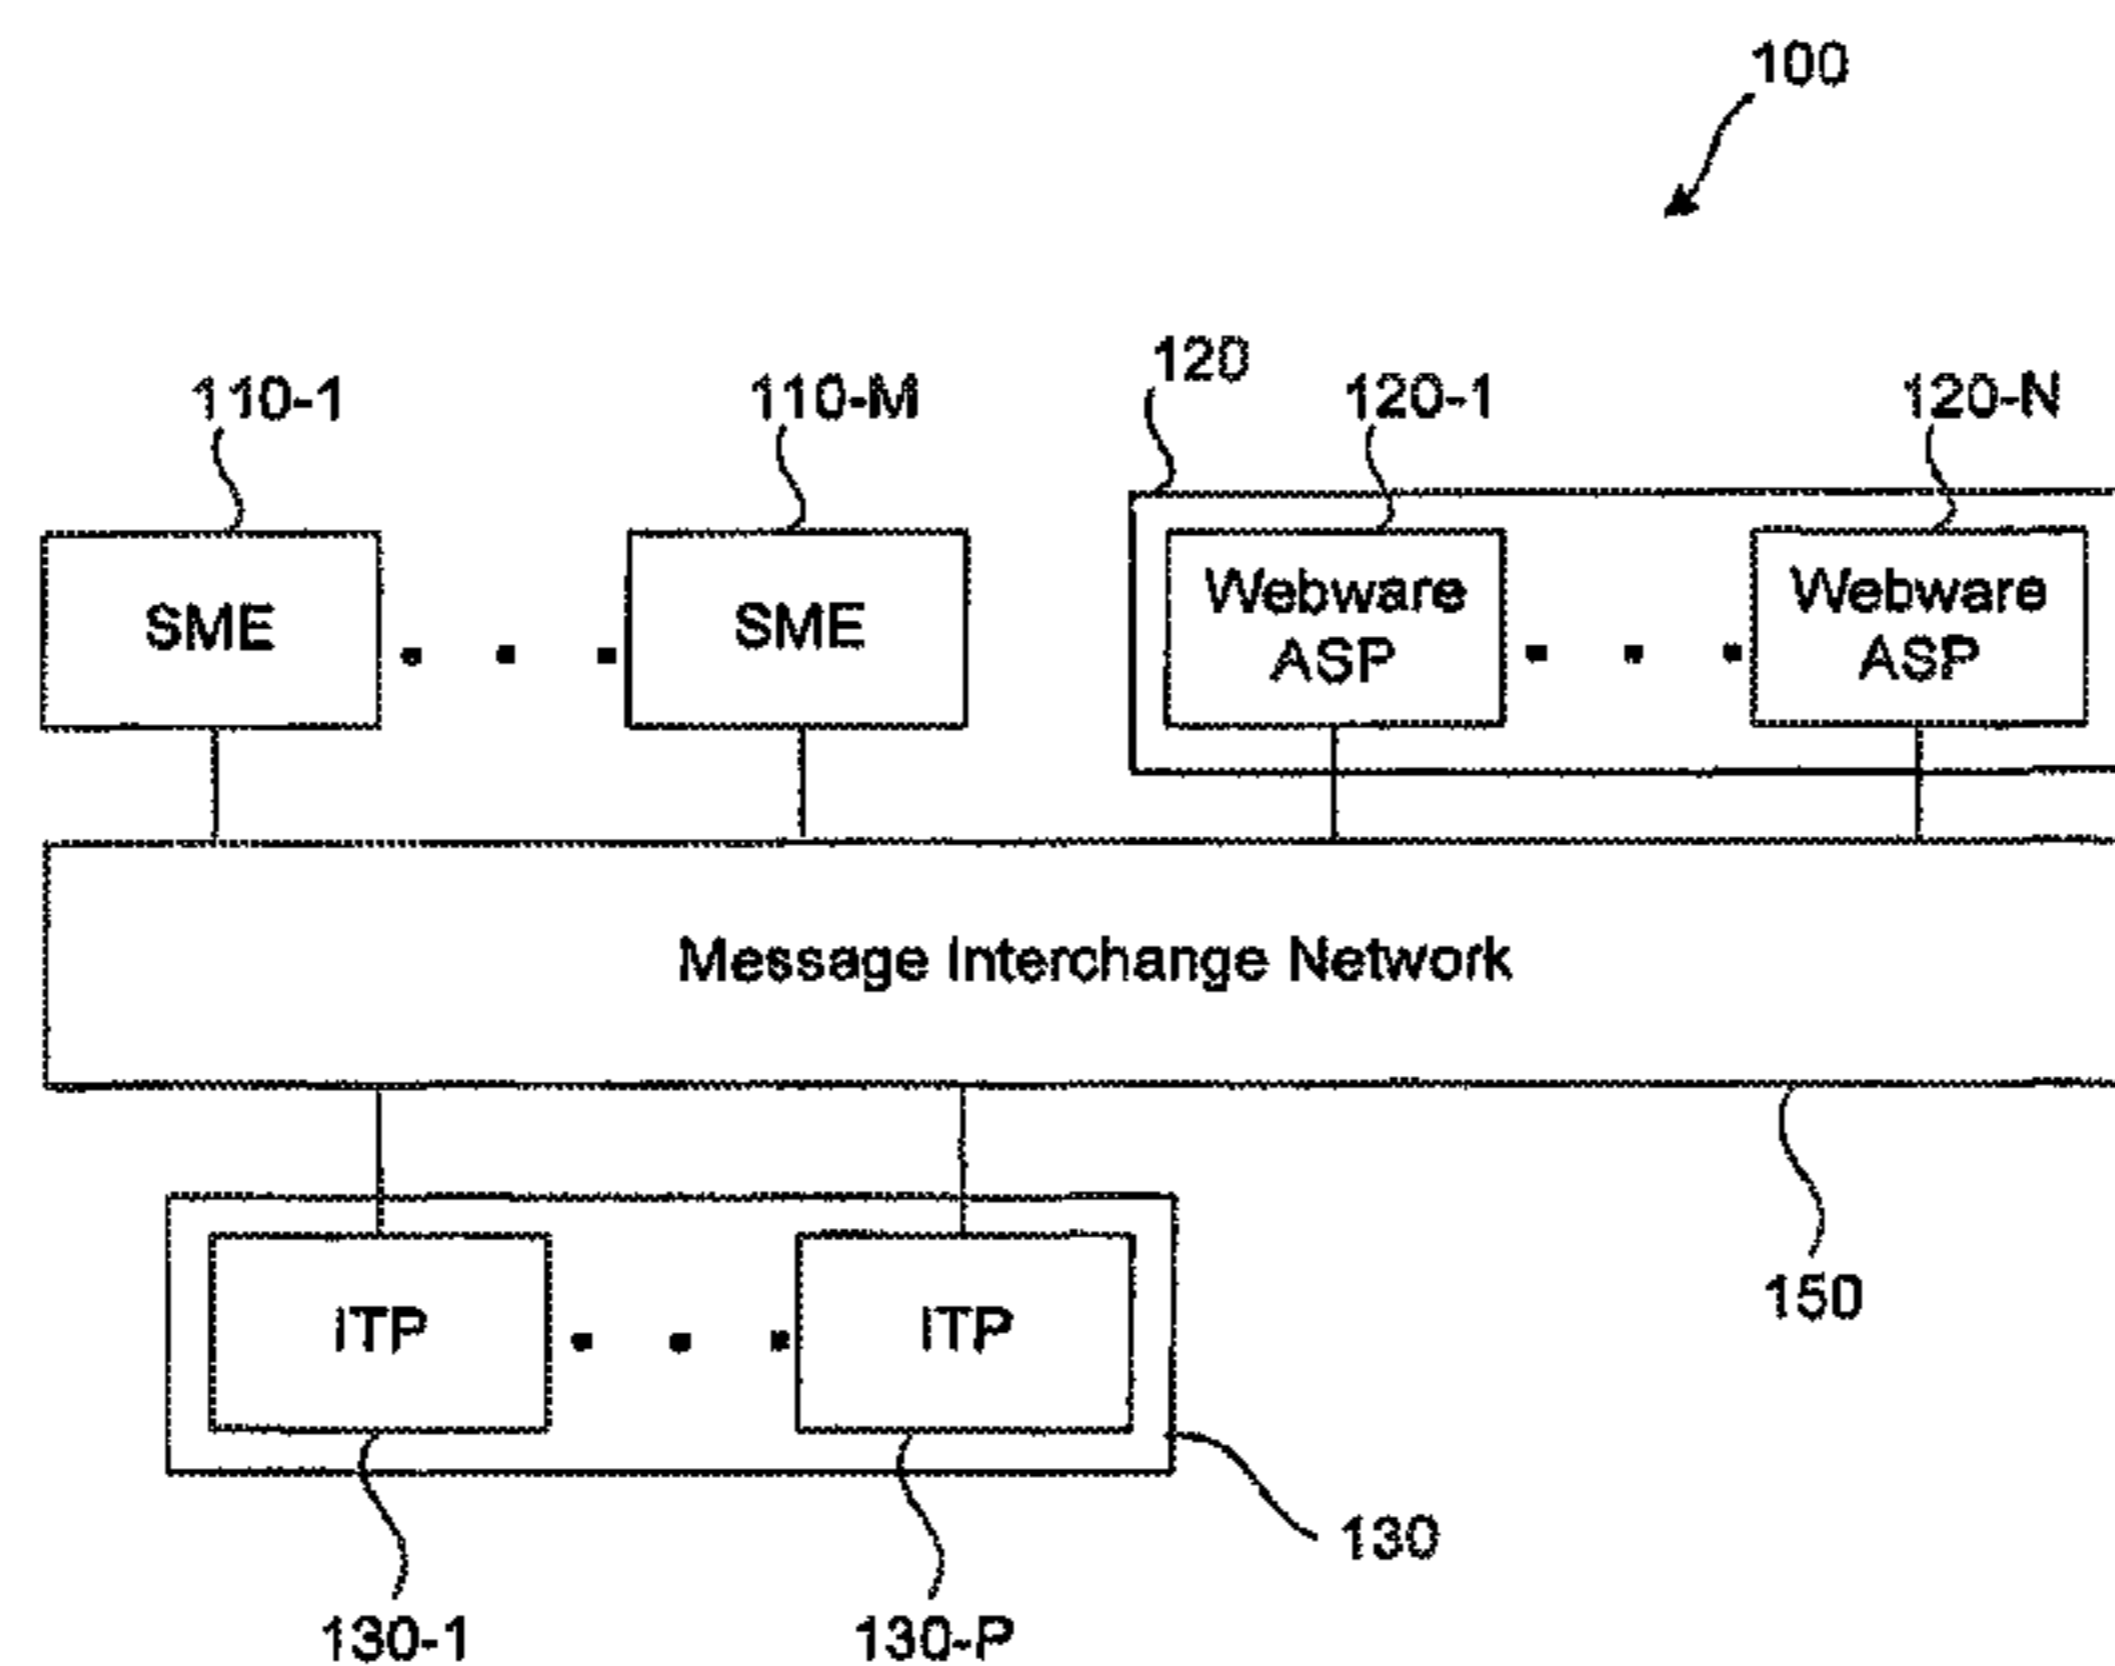 100
120
110-1
110-M
120-1
120-N
SME
SME
Webware
ASP
Webware
ASP
Message Interchange Network
ITP
ITP
150
130
130-1
130-P